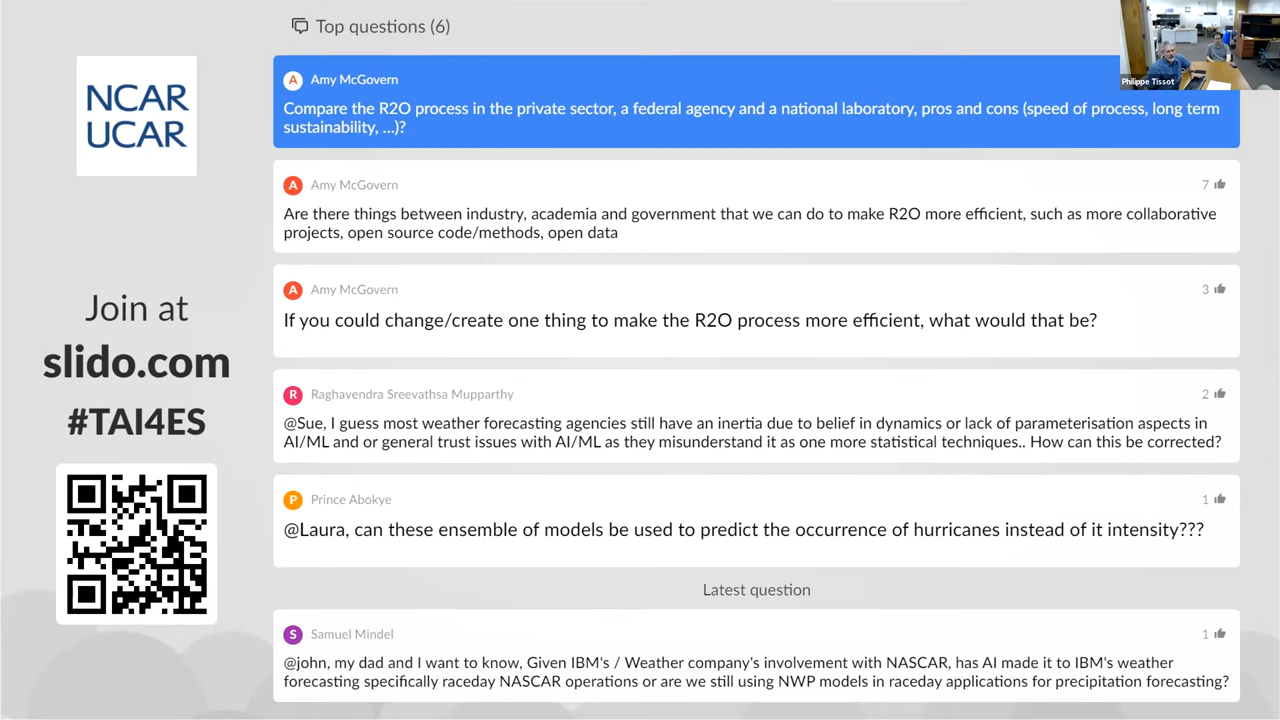 Top questions (6)
NCAR
UCAR
Join at
slido.com
#TAI4ES
A
Amy McGovern
Compare the R2O process in the private sector, a federal agency and a national laboratory, pros and cons (speed of process, long term
sustainability, ...)?
A
Amy McGovern
7
Are there things between industry, academia and government that we can do to make R2O more efficient, such as more collaborative
projects, open source code/methods, open data
A
Amy McGovern
3
If you could change/create one thing to make the R2O process more efficient, what would that be?
R
Raghavendra Sreevathsa Mupparthy
2
@Sue, I guess most weather forecasting agencies still have an inertia due to belief in dynamics or lack of parameterisation aspects in
AI/ML and or general trust issues with AI/ML as they misunderstand it as one more statistical techniques.. How can this be corrected?
P
Prince Abokye
1
@Laura, can these ensemble of models be used to predict the occurrence of hurricanes instead of it intensity???
Latest question
S
Samuel Mindel
1
@john, my dad and I want to know, Given IBM's / Weather company's involvement with NASCAR, has AI made it to IBM's weather
forecasting specifically raceday NASCAR operations or are we still using NWP models in raceday applications for precipitation forecasting?
Philippe Tissot